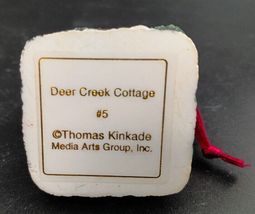 Deer Creek Cottage
#5
©Thomas Kinkade
Media Arts Group, Inc.